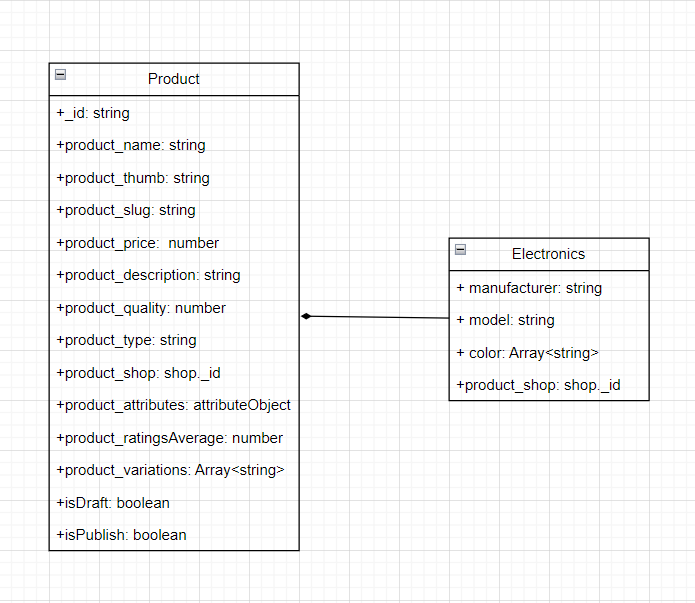 Product
+_id: string
+product_name: string
+product_thumb: string
+product_slug: string
+product_price:  number
+product_description: string
+product_quality: number
+product_type: string
+product_shop: shop._id
+product_attributes: attributeObject
+product_ratingsAverage: number
+product_variations: Array<string>
+isDraft: boolean
+isPublish: boolean
Electronics
+ manufacturer: string
+ model: string
+ color: Array<string>
+product_shop: shop._id